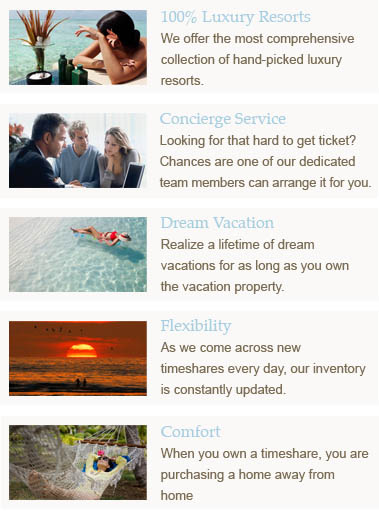 100% Luxury Resorts
We offer the most comprehensive
collection of hand-picked luxury
resorts.
Concierge Service
Looking for that hard to get ticket?
Chances are one of our dedicated
team members can arrange it for you.
Dream Vacation
Realize a lifetime of dream
vacations for as long as you own
the vacation property.
Flexibility
As we come across new
timeshares every day, our inventory
is constantly updated.
Comfort
When you own a timeshare, you are
purchasing a home away from
home